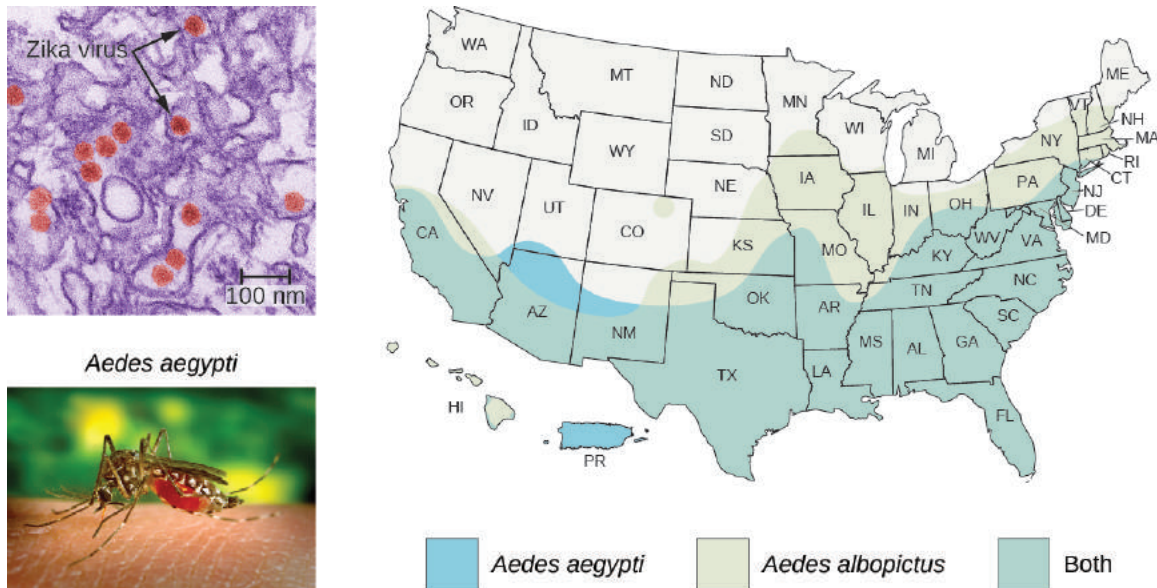 Zika virus
100 nm
Aedes aegypti
WA
MT
ND
MN
ME
VT
NH
OR
ID
SD
WI
NY
MA
MI
WY
RI
CT
IA
PA
NE
NJ
NV
IL
IN
OH
UT
DE
CO
MD
CA
KS
MO
WV
VA
KY
NC
TN
AZ
OK
AR
NM
SC
MS
AL
GA
TX
LA
HI
FL
PR
Aedes aegypti
Aedes albopictus
Both